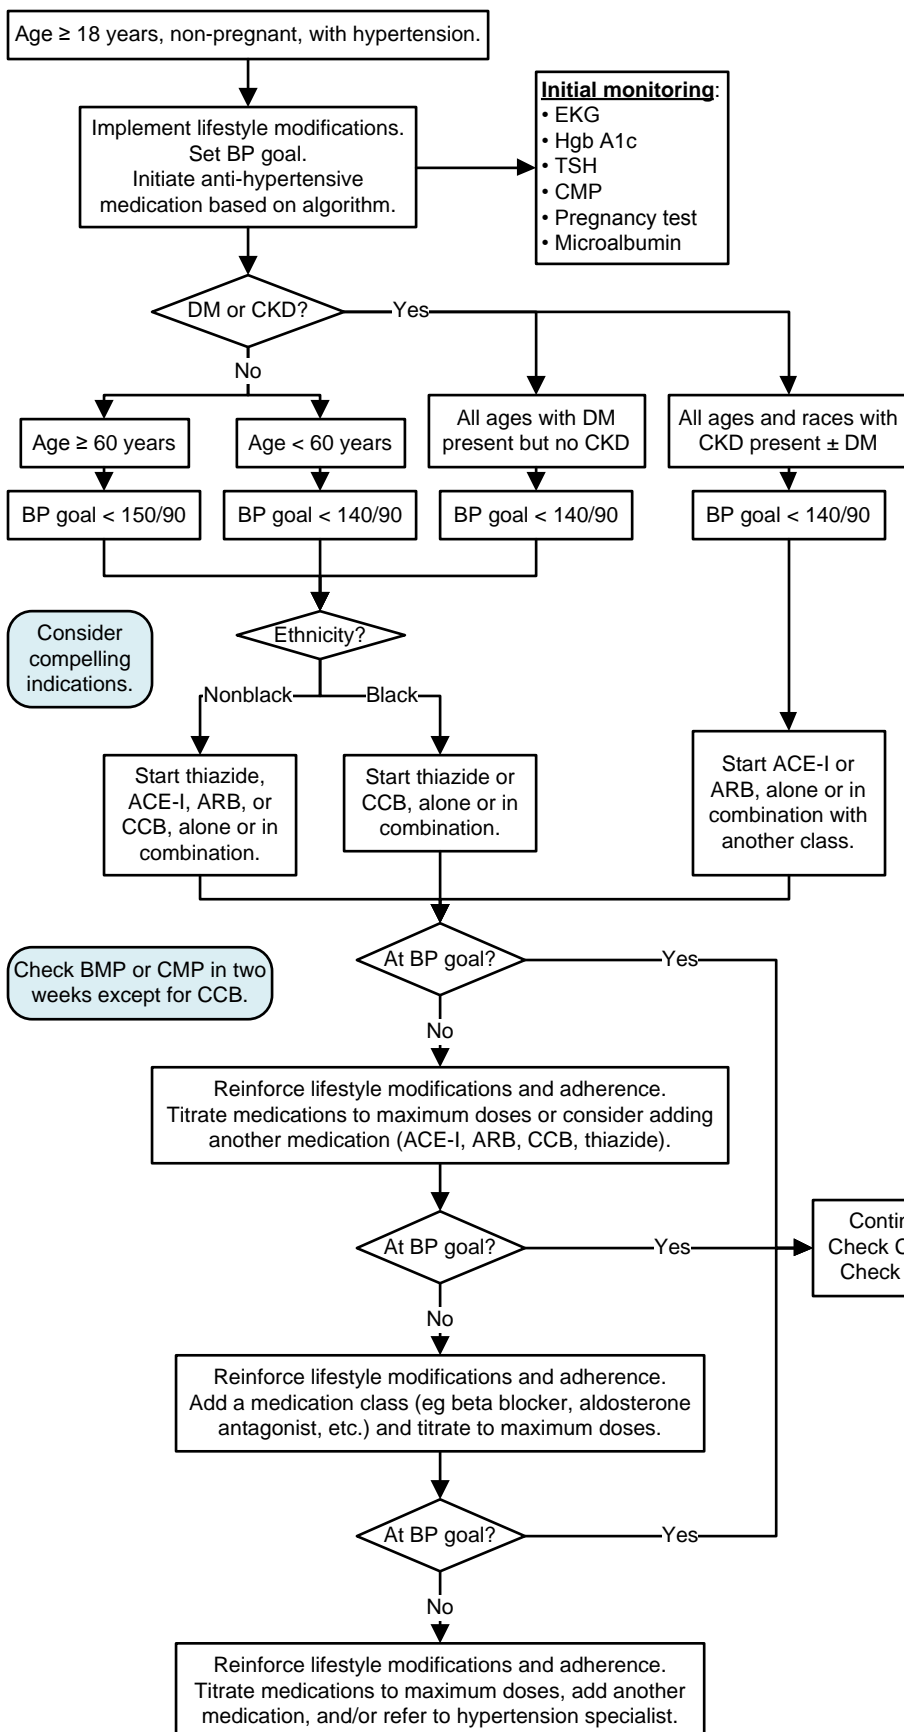 Age ≥ 18 years, non-pregnant, with hypertension.
Implement lifestyle modifications.
Set BP goal.
Initiate anti-hypertensive
medication based on algorithm.
Initial monitoring:
• EKG
• Hgb A1c
• TSH
• CMP
• Pregnancy test
• Microalbumin
DM or CKD?
Yes
No
Age ≥ 60 years
Age < 60 years
All ages with DM
present but no CKD
All ages and races with
CKD present ± DM
BP goal < 150/90
BP goal < 140/90
BP goal < 140/90
BP goal < 140/90
Consider
compelling
indications.
Ethnicity?
Nonblack
Black
Start thiazide,
ACE-I, ARB, or
CCB, alone or in
combination.
Start thiazide or
CCB, alone or in
combination.
Start ACE-I or
ARB, alone or in
combination with
another class.
At BP goal?
Yes
Check BMP or CMP in two
weeks except for CCB.
No
Reinforce lifestyle modifications and adherence.
Titrate medications to maximum doses or consider adding
another medication (ACE-I, ARB, CCB, thiazide).
At BP goal?
Yes
Check
No
Reinforce lifestyle modifications and adherence.
Add a medication class (eg beta blocker, aldosterone
antagonist, etc.) and titrate to maximum doses.
At BP goal?
Yes
No
Reinforce lifestyle modifications and adherence.
Titrate medications to maximum doses, add another
medication, and/or refer to hypertension specialist.